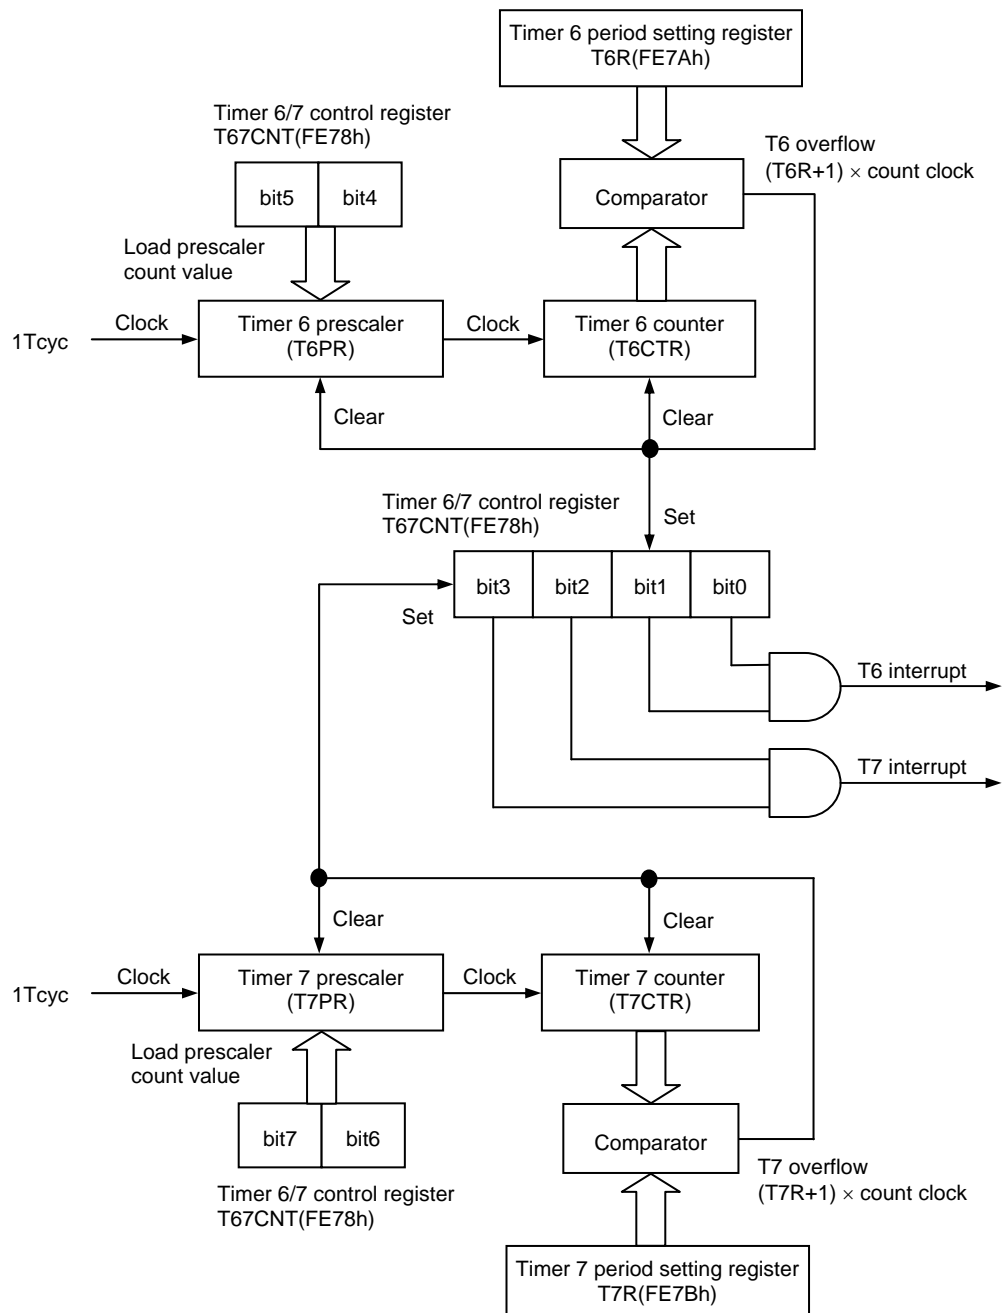 Timer 6 period setting register
T6R(FE7Ah)
Timer 6/7 control register
T67CNT(FE78h)
T6 overflow
(T6R+1) × count clock
bit5
bit4
Comparator
Load prescaler
count value
1Tcyc
Clock
Timer 6 prescaler
(T6PR)
Clock
Timer 6 counter
(T6CTR)
Clear
Clear
Timer 6/7 control register
T67CNT(FE78h)
Set
bit3
bit2
bit1
bit0
Set
T6 interrupt
T7 interrupt
Clear
Clear
1Tcyc
Clock
Timer 7 prescaler
(T7PR)
Clock
Timer 7 counter
(T7CTR)
Load prescaler
count value
bit7
bit6
Comparator
T7 overflow
(T7R+1) × count clock
Timer 6/7 control register
T67CNT(FE78h)
Timer 7 period setting register
T7R(FE7Bh)